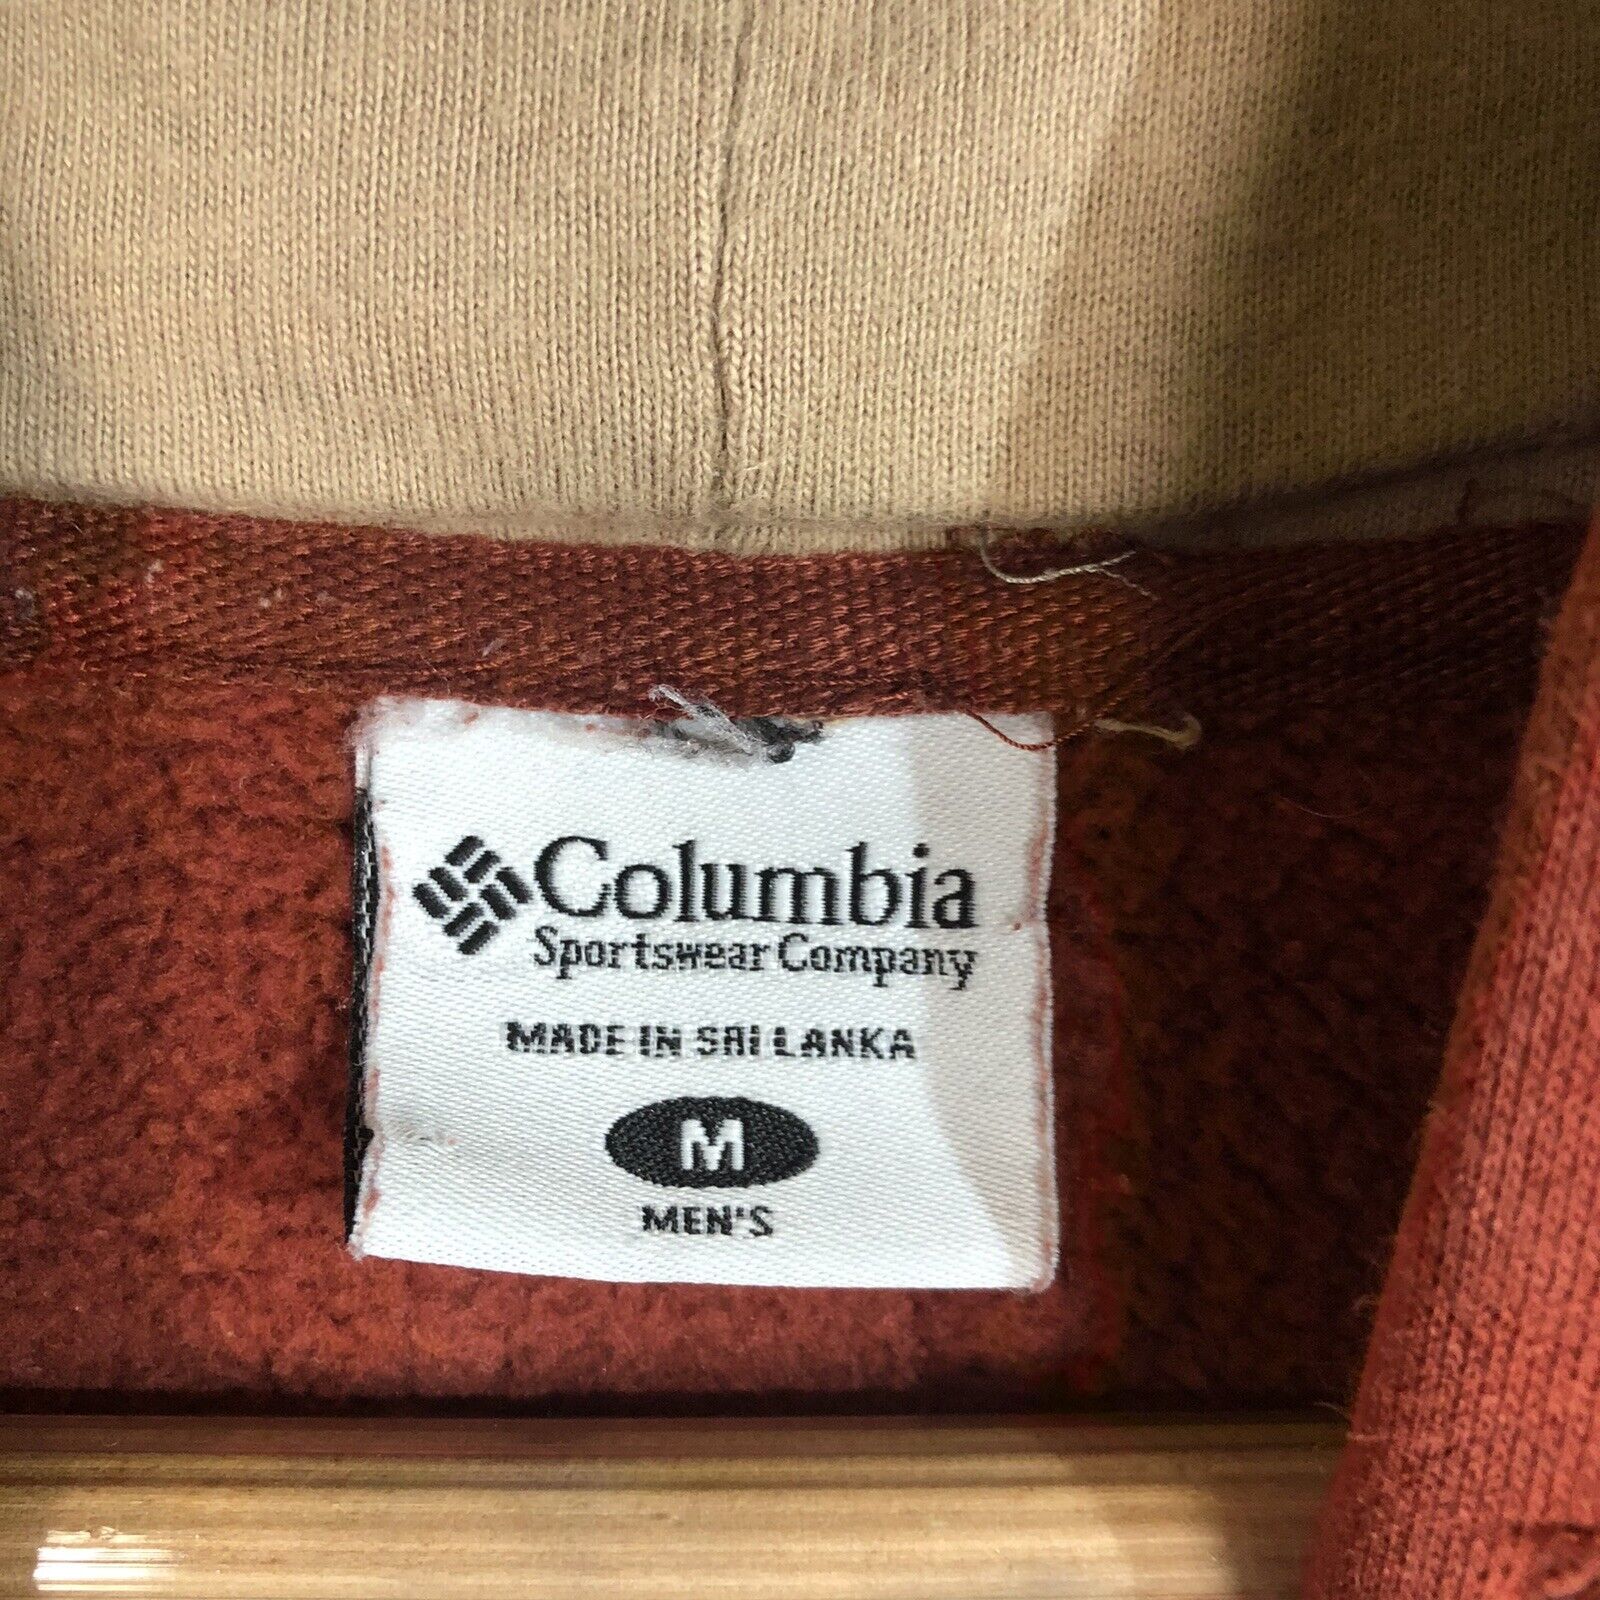 Columbia
Sportswear Company
MADE IN SRI LANKA
M
MEN'S